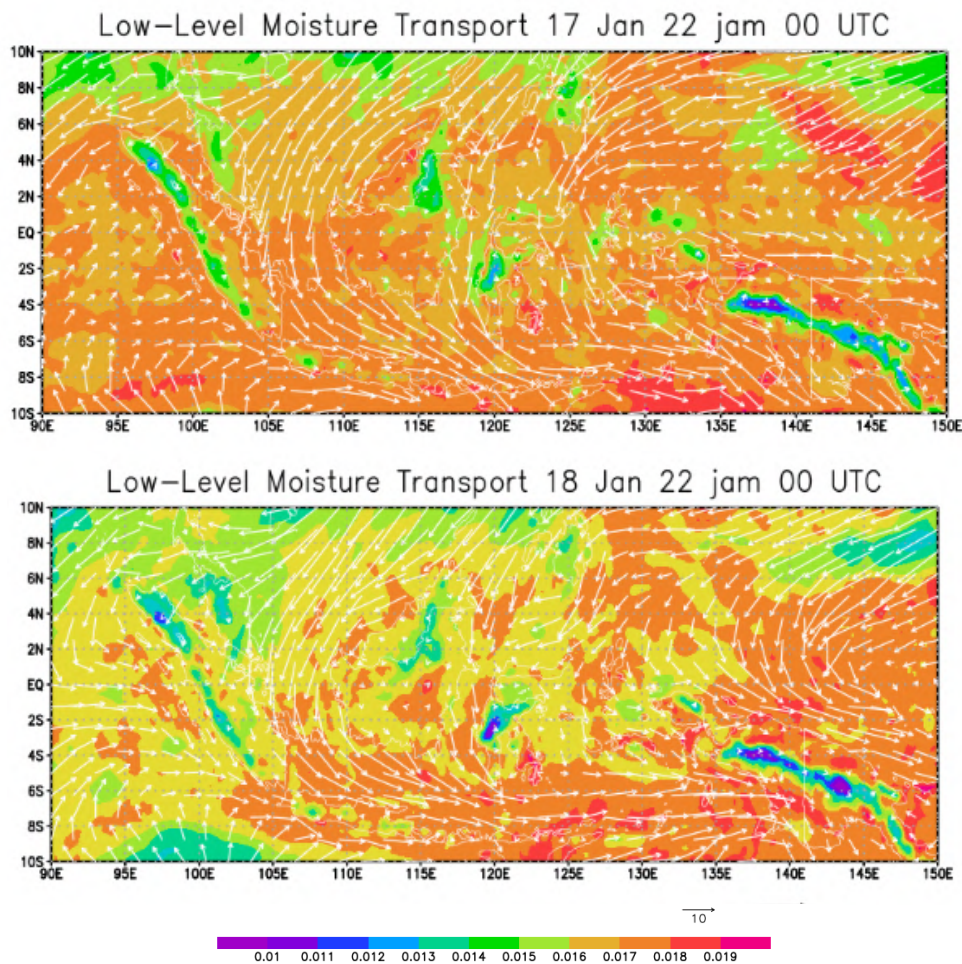 Low-Level Moisture Transport 17 Jan 22 jam 00 UTC
10N
8N
6N
4N
2N
EQ
2S
4S
6S
8S
10S
90E 95E 100E 105E 110E 115E 120E 125E 130E 135E 140E 145E 150E
Low-Level Moisture Transport 18 Jan 22 jam 00 UTC
10N
8N
6N
4N
2N
EQ
2S
4S
6S
8S
10S
90E 95E 100E 105E 110E 115E 120E 125E 130E 135E 140E 145E 150E
10
0.01 0.011 0.012 0.013 0.014 0.015 0.016 0.017 0.018 0.019